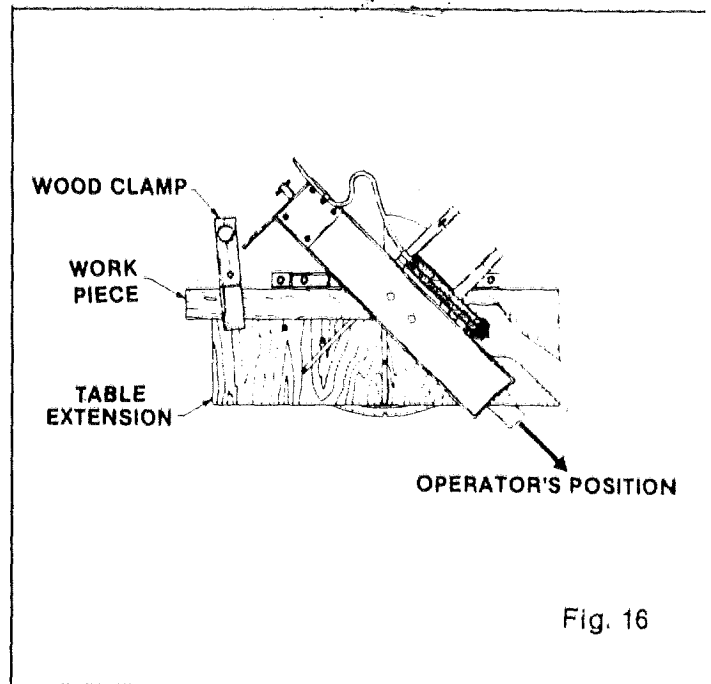 WOOD CLAMP
WORK
PIECE
TABLE
EXTENSION
OPERATOR'S POSITION
Fig. 16